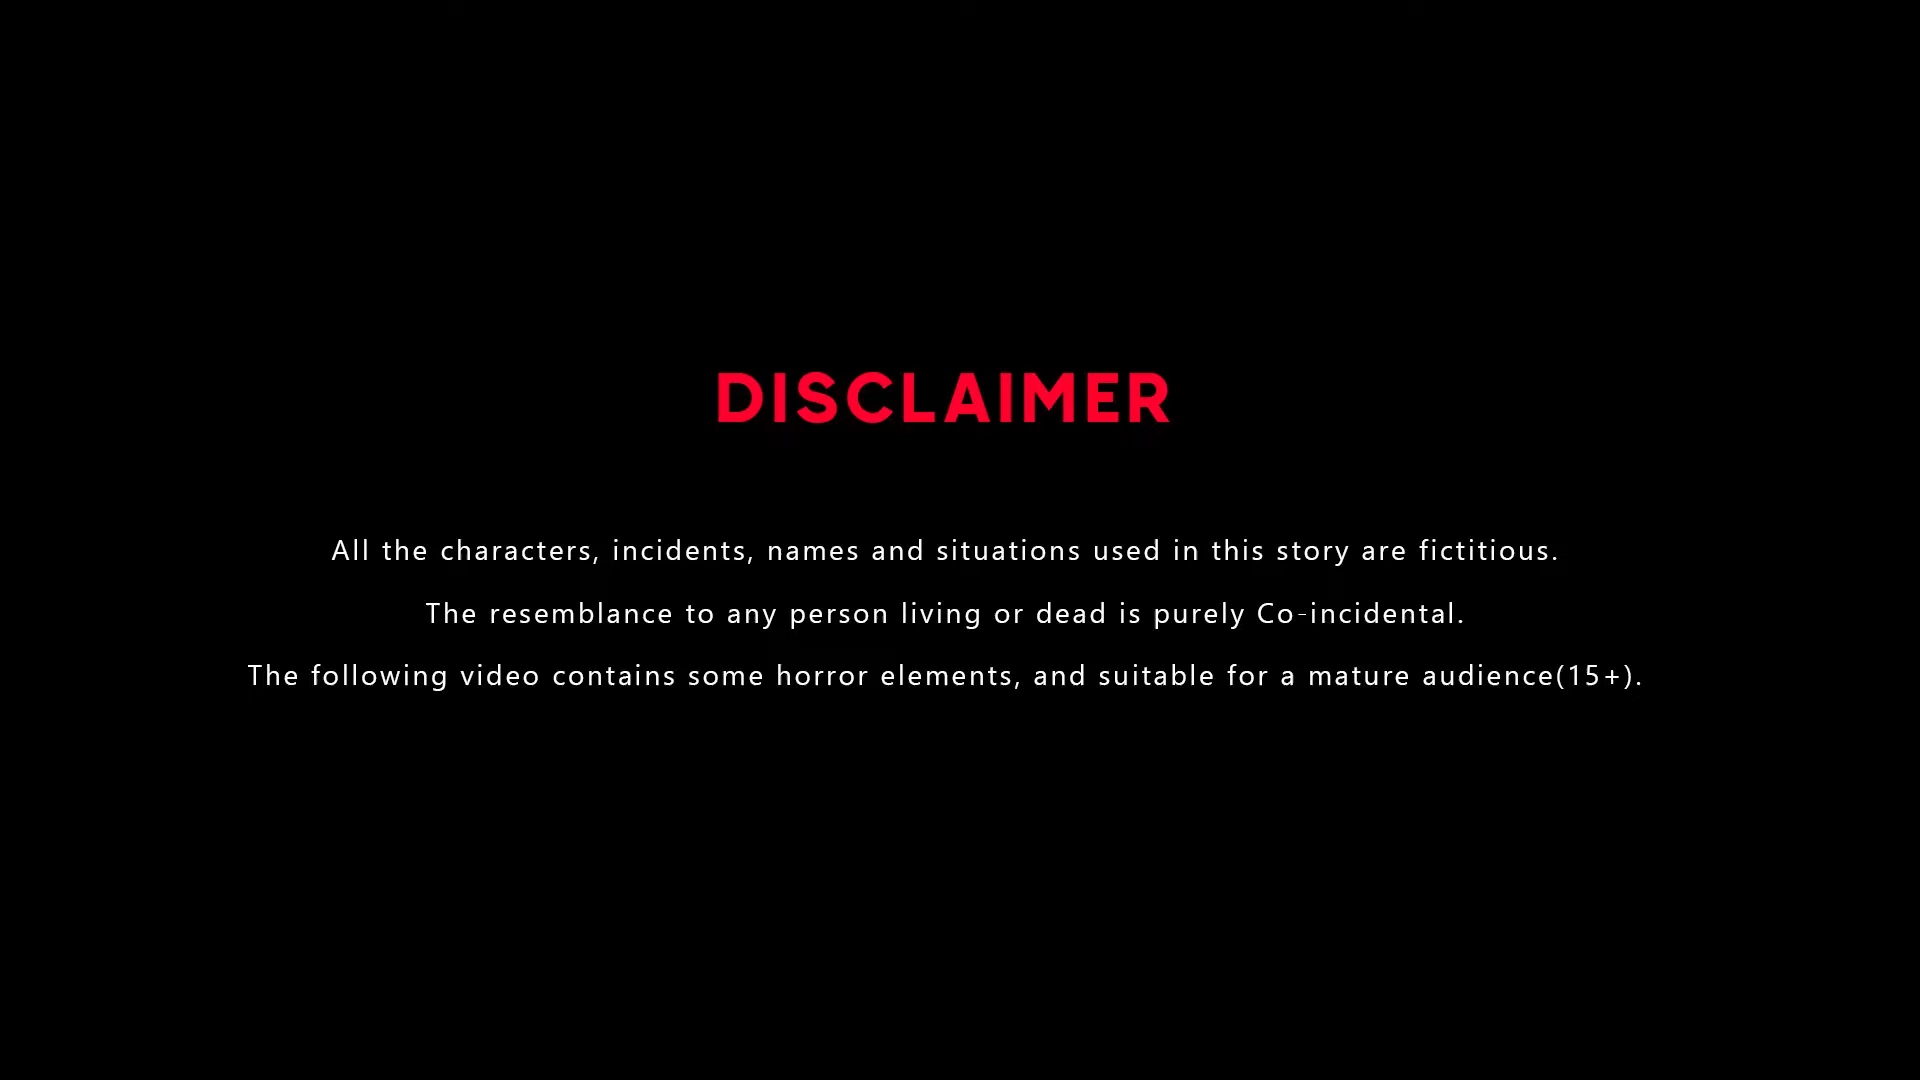 DISCLAIMER
All the characters, incidents, names and situations used in this story are fictitious.
The resemblance to any person living or dead is purely Co-incidental.
The following video contains some horror elements, and suitable for a mature audience(15+).